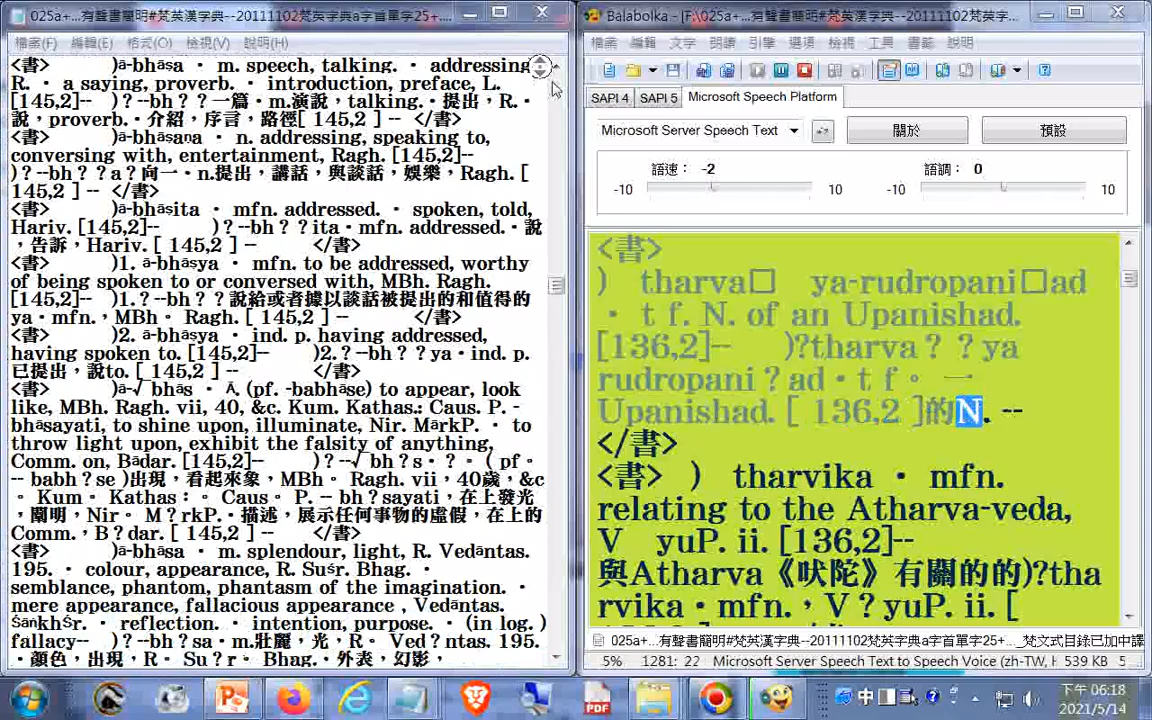 025a+...有聲書簡明#梵英漢字典--20111102梵英字典a字首單字25+...
檔案(F) 編輯(E) 格式(O) 檢視(V) 說明(H)
<書> )ā-bhāṣa • m. speech, talking. • addressing
R. • a saying, proverb. • introduction, preface, L.
[145,2]-- )? --bh? ?一篇・m.演說, talking.・提出, R.・
說, proverb.・介紹, 序言, 路徑[ 145,2 ] -- </書>
<書> )ā-bhāṣaṇa • n. addressing, speaking to,
conversing with, entertainment, Ragh. [145,2]--
)? --bh? ?a?向一・n.提出, 講話, 與談話, 娛樂, Ragh. [
145,2 ] -- </書>
<書> )ā-bhāṣita • mfn. addressed. • spoken, told,
Hariv. [145,2]-- )? --bh? ?ita・mfn. addressed.・說
, 告訴, Hariv. [ 145,2 ] -- </書>
<書> )1. ā-bhāṣya • mfn. to be addressed, worthy
of being spoken to or conversed with, MBh. Ragh.
[145,2]-- )1.? --bh? ?說給或者據以談話被提出的和值得的
ya・mfn., MBh。Ragh. [ 145,2 ] -- </書>
<書> )2. ā-bhāṣya • ind. p. having addressed,
having spoken to. [145,2]-- )2.? --bh? ?ya・ind. p.
已提出, 說to. [ 145,2 ] -- </書>
<書> )ā-√ bhās • Ā. (pf. -babhāse) to appear, look
like, MBh. Ragh. vii, 40, &c. Kum. Kathās.: Caus. P. -
bhāsayati, to shine upon, illuminate, Nir. MārkP. • to
throw light upon, exhibit the falsity of anything,
Comm. on, Bādar. [145,2]-- )? --√ bh?s・?。( pf。
-- babh?se )出現, 看起來象, MBh。Ragh. vii, 40歲, &c
。Kum。Kathās:。Caus。P. -- bh?sayati, 在上發光
, 闡明, Nir。M?rkP.・描述, 展示任何事物的虛假, 在上的
Comm., B?dar. [ 145,2 ] -- </書>
<書> )ā-bhāsa • m. splendour, light, R. Vedāntas.
195. • colour, appearance, R. Suśr. Bhag. •
semblance, phantom, phantasm of the imagination. •
mere appearance, fallacious appearance , Vedāntas.
ŚāṅkhŚr. • reflection. • intention, purpose. • (in log.)
fallacy-- )? --bh?sa・m.壯麗, 光, R。Ved?ntas. 195.
・顏色, 出現, R。Su?r。Bhag.・外表, 幻影,
Balabolka - [F:\025a+...有聲書簡明#梵英漢字典--20111102梵英字...
檔案 編輯 文字 朗讀 引擎 選項 檢視 工具 書籤 說明
SAPI 4 SAPI 5 Microsoft Speech Platform
Microsoft Server Speech Text 關於 預設
語速: -2 語調: 0
-10 10 -10 10
<書>
) tharva□ ya-rudropani□ad
• t f. N. of an Upanishad.
[136,2]-- )?tharva ? ?ya
rudropani?ad・t f。 一
Upanishad. [ 136,2 ]的N. --
</書>
<書> ) tharvika • mfn.
relating to the Atharva-veda,
V yuP. ii. [136,2]--
與Atharva《吠陀》有關的的)?tha
rvika・mfn., V?yuP. ii. [
025a+...有聲書簡明#梵英漢字典--20111102梵英字典a字首單字25+..._梵文式目錄已加中譯
5% 1281: 22 Microsoft Server Speech Text to Speech Voice (zh-TW, H 539 KB 5
中
下午 06:18
2021/5/14